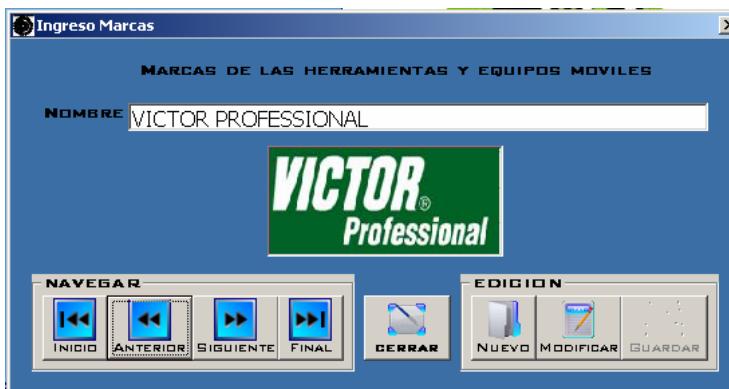 Ingreso Marcas
MARCAS DE LAS HERRAMIENTAS Y EQUIPOS MOVILES
NOMBRE VICTOR PROFESSIONAL
VICTOR®
Professional
NAVEGAR
EDICION
INICIO ANTERIOR SIGUIENTE FINAL CERRAR NUEVO MODIFICAR GUARDAR